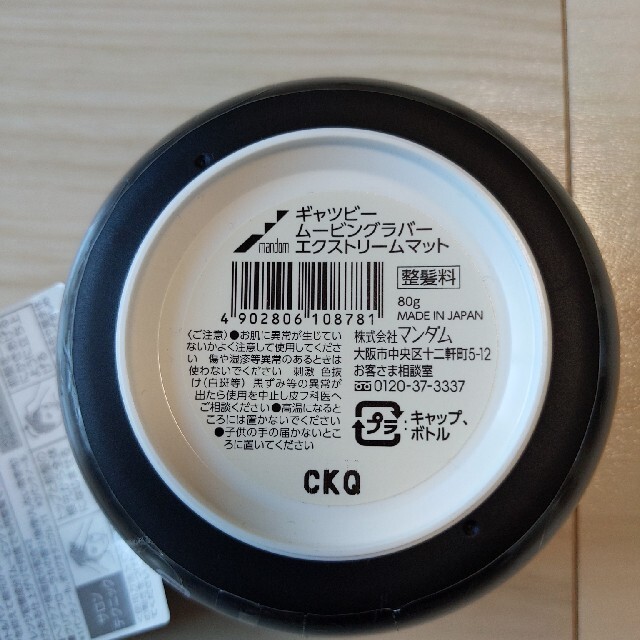 mandom
ギャツビー
ムービングラバー
エクストリームマット
4 902806 108781
整髪料
80g
MADE IN JAPAN
〈ご注意〉●お肌に異常が生じてい
ないかよく注意して使用してくださ
い 傷や湿疹等異常のあるときは
使わないでください 刺激 色抜
け(白斑等) 黒ずみ等の異常が
出たら使用を中止し皮フ科医へ
ご相談ください●高温になると
ころには置かないでください
●子供の手の届かないとこ
ろに置いてください
株式会社マンダム
大阪市中央区十二軒町5-12
お客さま相談室
0120-37-3337
プラ
:キャップ、
ボトル
CKQ